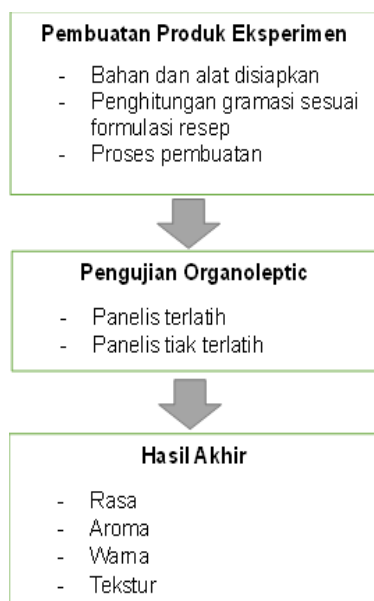 Pembuatan Produk Eksperimen
- Bahan dan alat disiapkan
- Penghitungan gramasi sesuai
formulasi resep
- Proses pembuatan
Pengujian Organoleptic
- Panelis terlatih
- Panelis tiak terlatih
Hasil Akhir
- Rasa
- Aroma
- Warna
- Tekstur